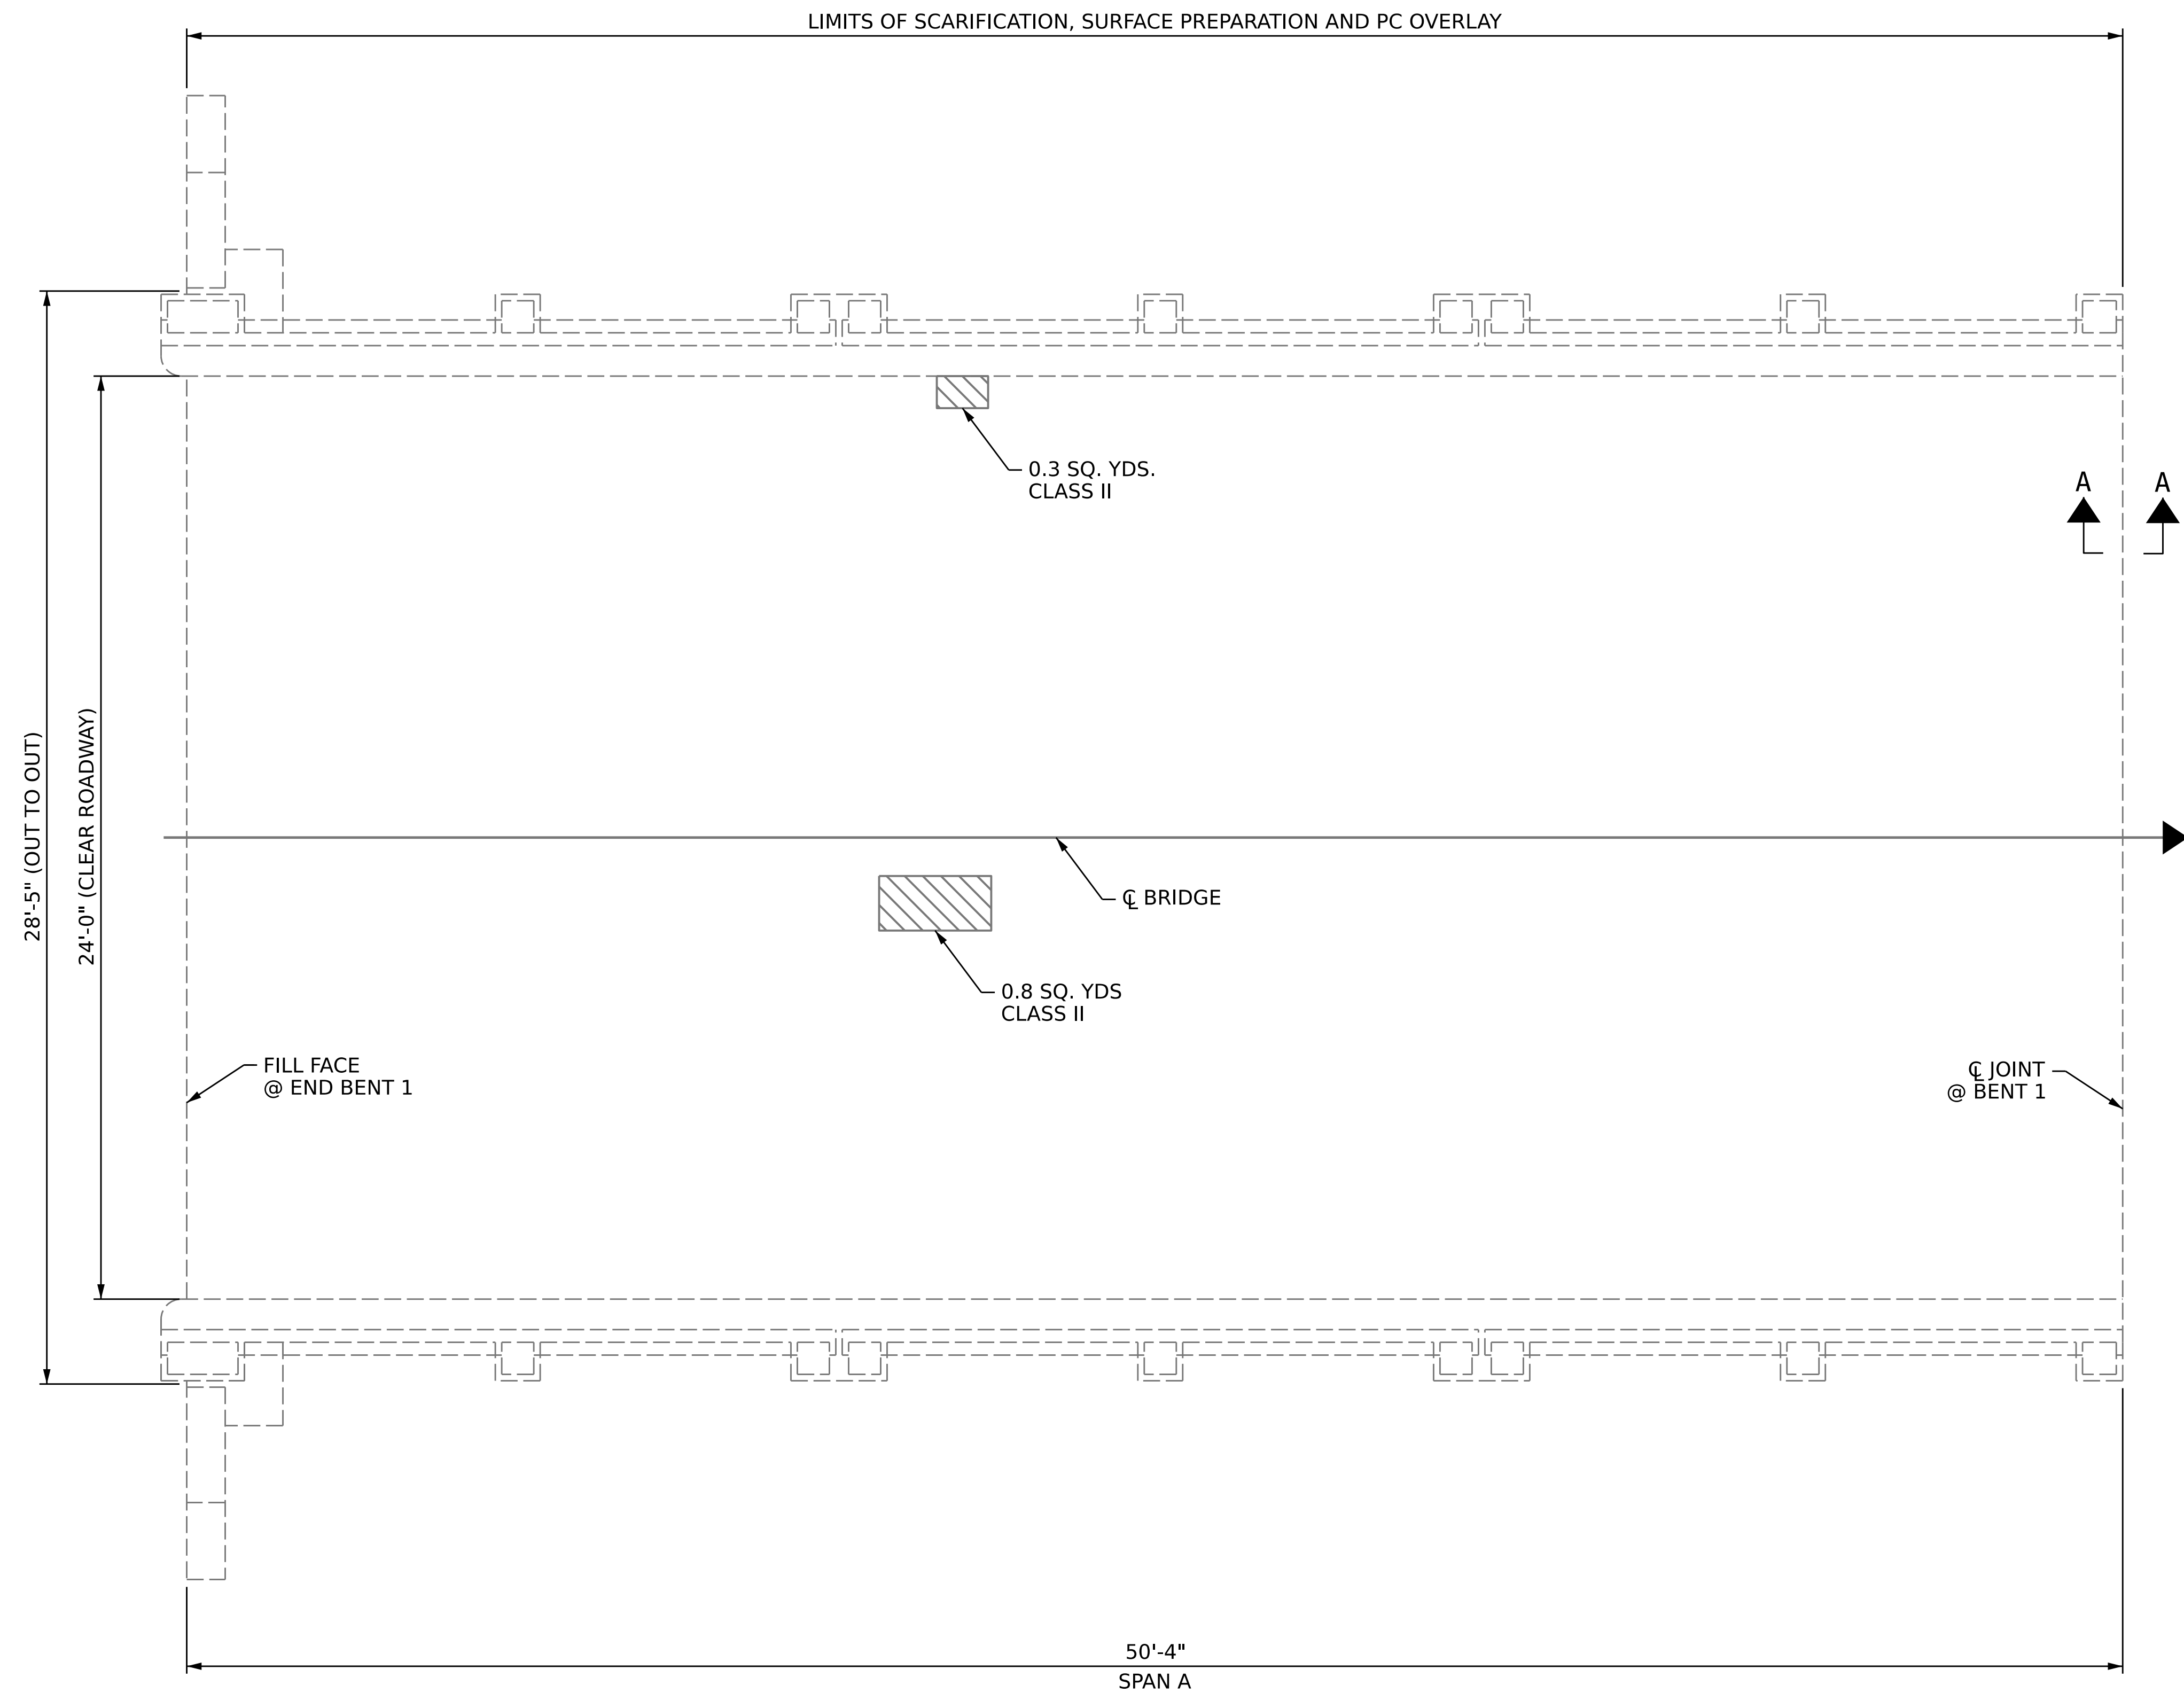 LIMITS OF SCARIFICATION, SURFACE PREPARATION AND PC OVERLAY
0.3 SQ. YDS.
CLASS II
A
A
28'-5" (OUT TO OUT)
24'-0" (CLEAR ROADWAY)
℄ BRIDGE
0.8 SQ. YDS
CLASS II
FILL FACE
@ END BENT 1
℄ JOINT
@ BENT 1
50'-4"
SPAN A